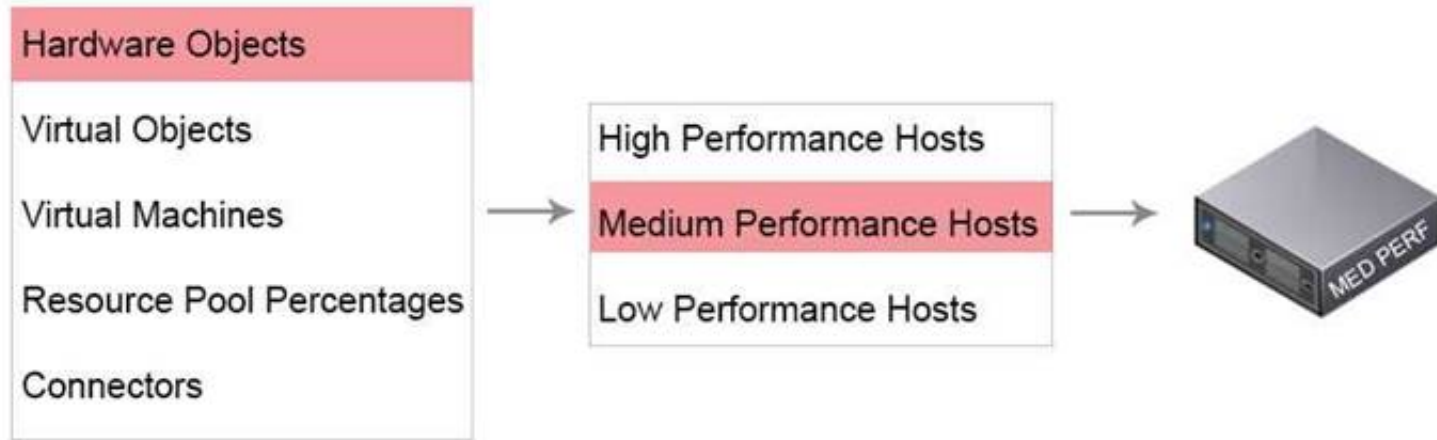 Hardware Objects
Virtual Objects
Virtual Machines
Resource Pool Percentages
Connectors
High Performance Hosts
Medium Performance Hosts
Low Performance Hosts
MED PERF